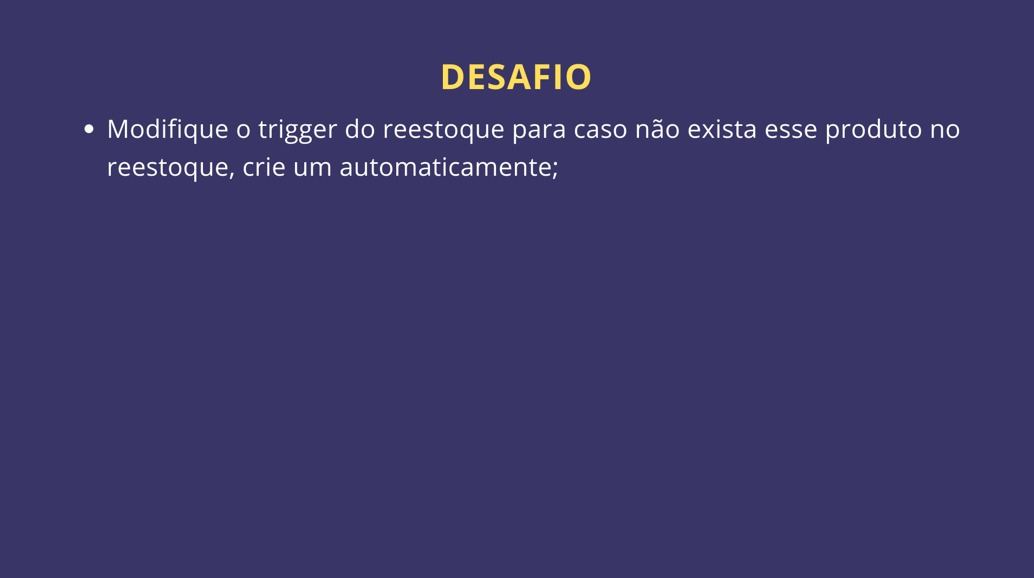 DESAFIO
• Modifique o trigger do reestoque para caso não exista esse produto no
reestoque, crie um automaticamente;